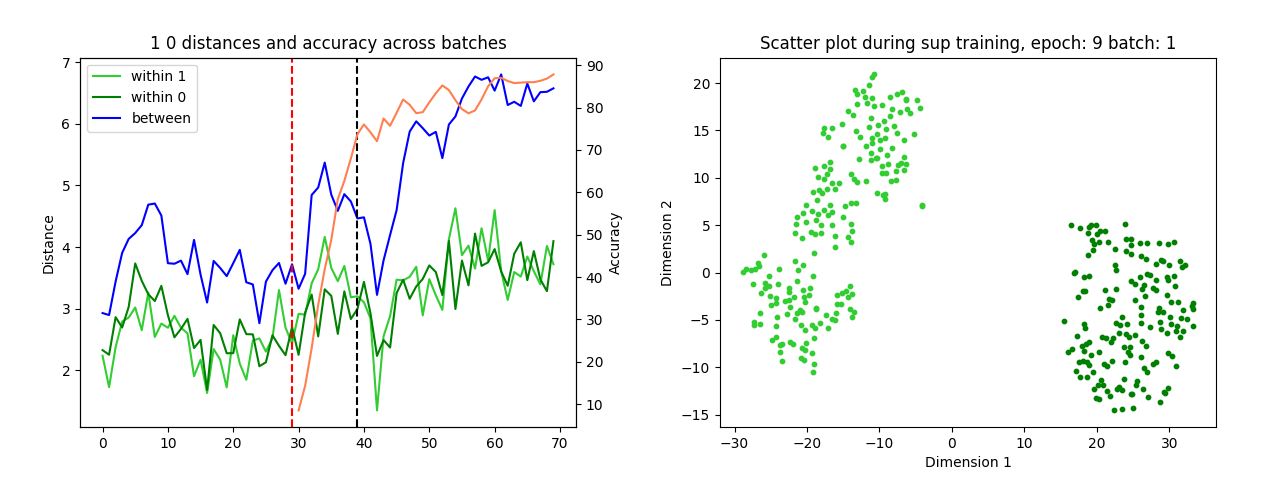 1 0 distances and accuracy across batches
within 1
within 0
between
7
6
5
4
3
2
Distance
90
80
70
60
50
40
30
20
10
Accuracy
0 10 20 30 40 50 60 70
Scatter plot during sup training, epoch: 9 batch: 1
20
15
10
5
0
−5
−10
−15
Dimension 2
−30 −20 −10 0 10 20 30
Dimension 1